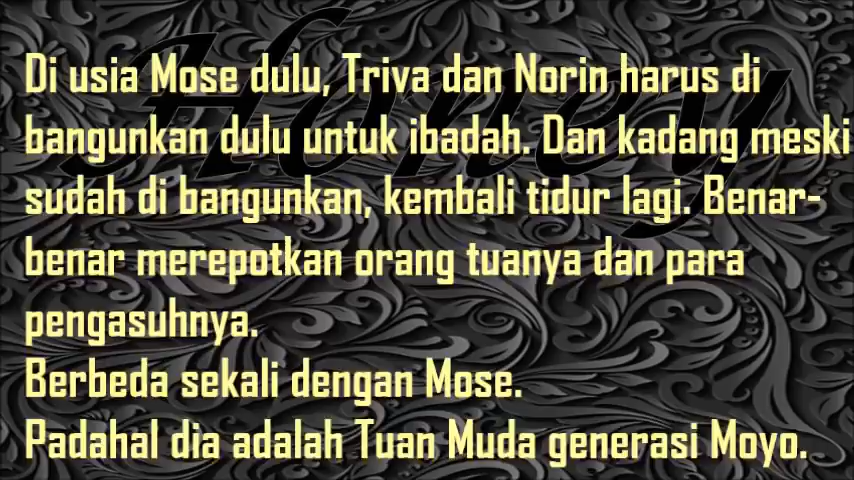 Honey
Di usia Mose dulu, Triva dan Norin harus di
bangunkan dulu untuk ibadah. Dan kadang meski
sudah di bangunkan, kembali tidur lagi. Benar-
benar merepotkan orang tuanya dan para
pengasuhnya.
Berbeda sekali dengan Mose.
Padahal dia adalah Tuan Muda generasi Moyo.